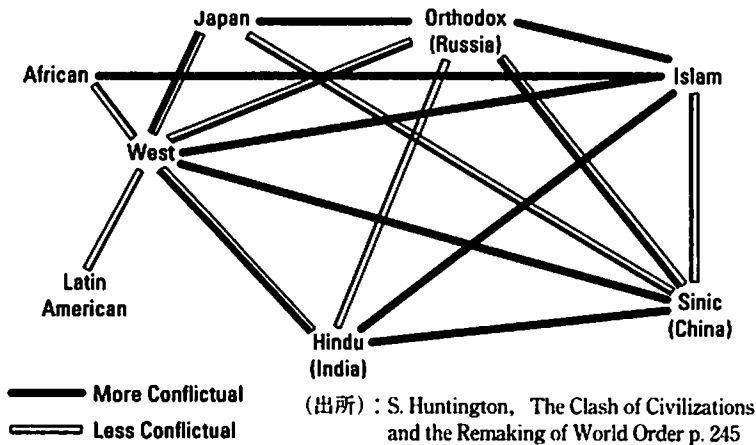 Japan
Orthodox
(Russia)
African
Islam
West
Latin
American
Hindu
(India)
Sinic
(China)
More Conflictual
Less Conflictual
(出所)：S. Huntington, The Clash of Civilizations
and the Remaking of World Order p. 245